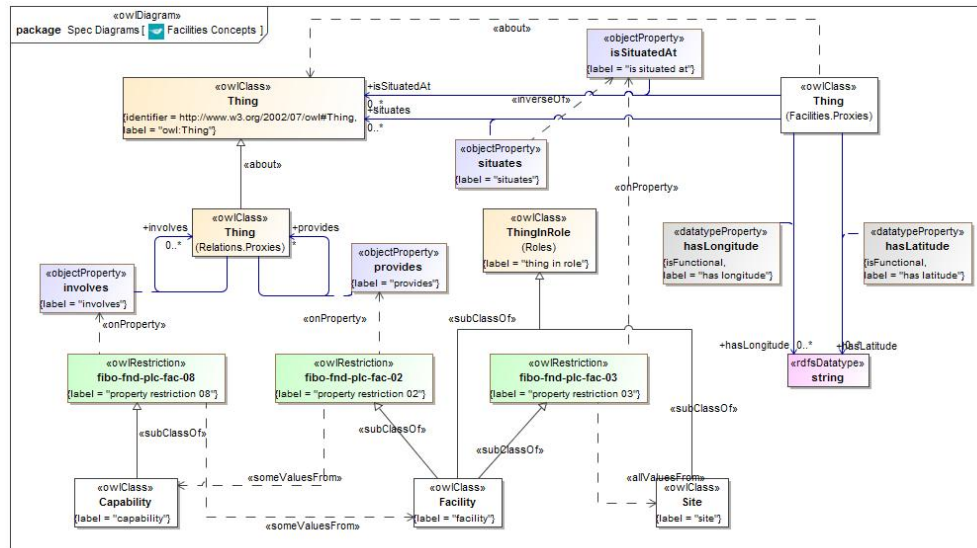 «owlDiagram»
package Spec Diagrams [ Facilities Concepts ]
«about»
«objectProperty»
isSituatedAt
{label = "is situated at"}
«owlClass»
Thing
{identifier = http://www.w3.org/2002/07/owl#Thing,
label = "owl:Thing"}
+isSituatedAt
0..*
+situates
0..*
«inverseOf»
«owlClass»
Thing
(Facilities.Proxies)
«objectProperty»
situates
{label = "situates"}
«about»
«onProperty»
«owlClass»
Thing
(Relations.Proxies)
+involves
0..*
+provides
*
«owlClass»
ThingInRole
(Roles)
{label = "thing in role"}
«datatypeProperty»
hasLongitude
{isFunctional,
label = "has longitude"}
«datatypeProperty»
hasLatitude
{isFunctional,
label = "has latitude"}
«objectProperty»
involves
{label = "involves"}
«objectProperty»
provides
{label = "provides"}
«onProperty»
«onProperty»
«subClassOf»
+hasLongitude
0..*
+hasLatitude
0..*
«rdfsDatatype»
string
«owlRestriction»
fibo-fnd-plc-fac-08
{label = "property restriction 08"}
«owlRestriction»
fibo-fnd-plc-fac-02
{label = "property restriction 02"}
«owlRestriction»
fibo-fnd-plc-fac-03
{label = "property restriction 03"}
«subClassOf»
«subClassOf»
«subClassOf»
«subClassOf»
«someValuesFrom»
«allValuesFrom»
«owlClass»
Capability
{label = "capability"}
«someValuesFrom»
«owlClass»
Facility
{label = "facility"}
«owlClass»
Site
{label = "site"}